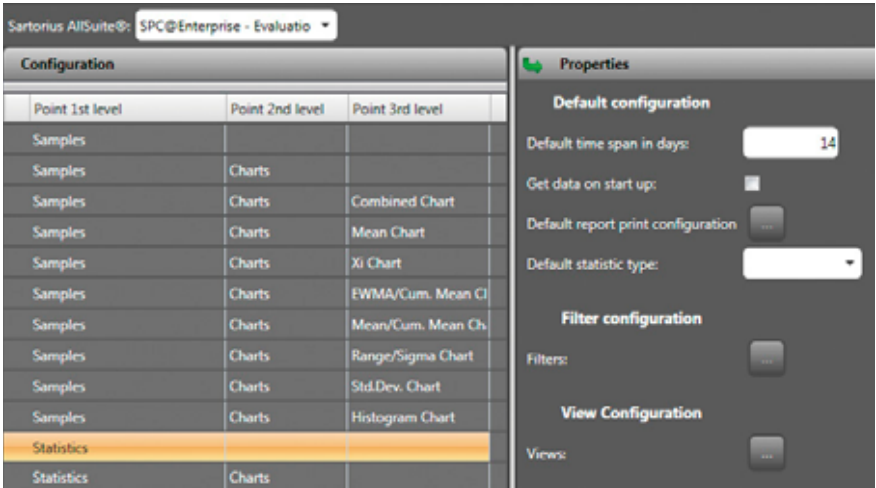 Sartorius AllSuite®: SPC@Enterprise - Evaluatio
Configuration
Point 1st level Point 2nd level Point 3rd level
Samples
Samples Charts
Samples Charts Combined Chart
Samples Charts Mean Chart
Samples Charts Xi Chart
Samples Charts EWMA/Cum. Mean Cl
Samples Charts Mean/Cum. Mean Ch
Samples Charts Range/Sigma Chart
Samples Charts Std.Dev. Chart
Samples Charts Histogram Chart
Statistics
Statistics Charts
Properties
Default configuration
Default time span in days: 14
Get data on start up:
Default report print configuration ...
Default statistic type:
Filter configuration
Filters: ...
View Configuration
Views: ...